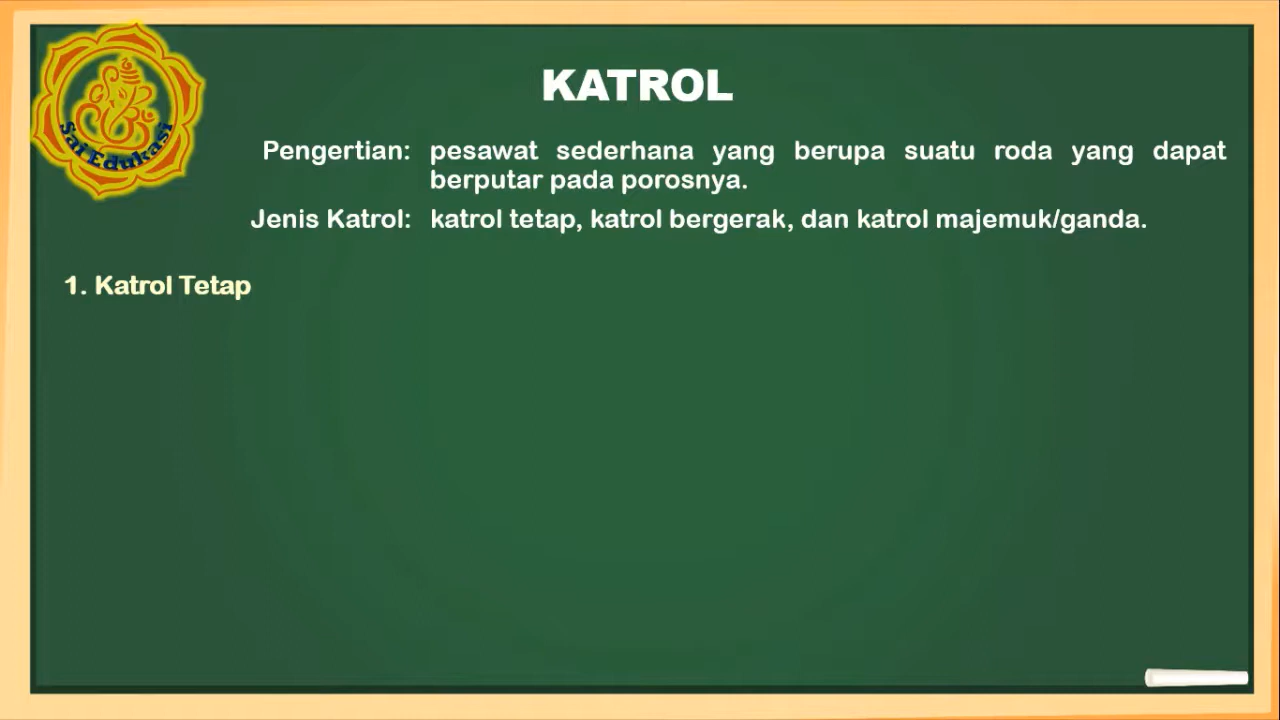 Sai Edukasi
KATROL
Pengertian: pesawat sederhana yang berupa suatu roda yang dapat
berputar pada porosnya.
Jenis Katrol: katrol tetap, katrol bergerak, dan katrol majemuk/ganda.
1. Katrol Tetap